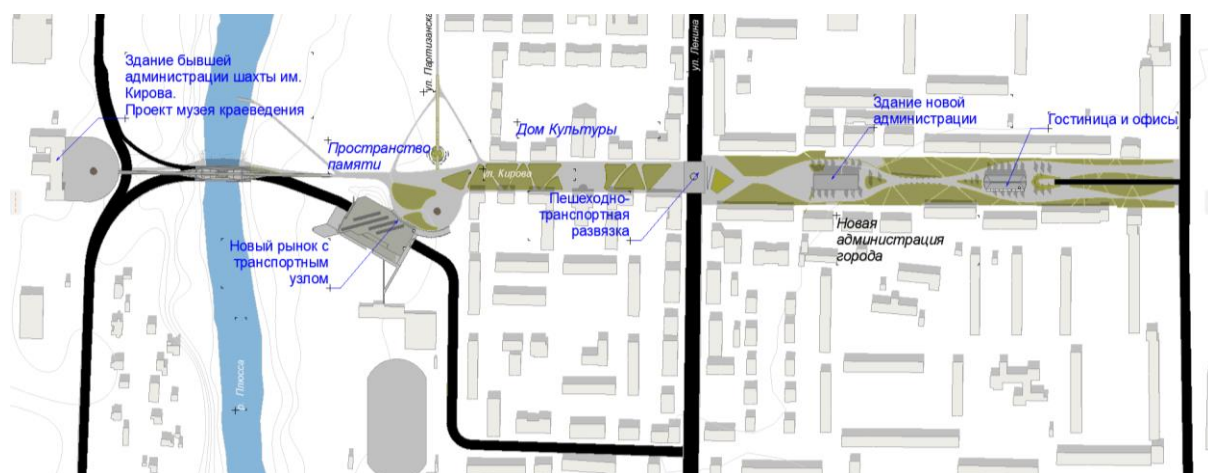 Здание бывшей
администрации шахты им.
Кирова.
Проект музея краеведения
Пространство
памяти
ул. Партизанска
Дом Культуры
ул. Кирова
ул. Ленина
Пешеходно-
транспортная
развязка
Здание новой
администрации
Гостиница и офисы
Новая
администрация
города
Новый рынок с
транспортным
узлом
р. Плюсса